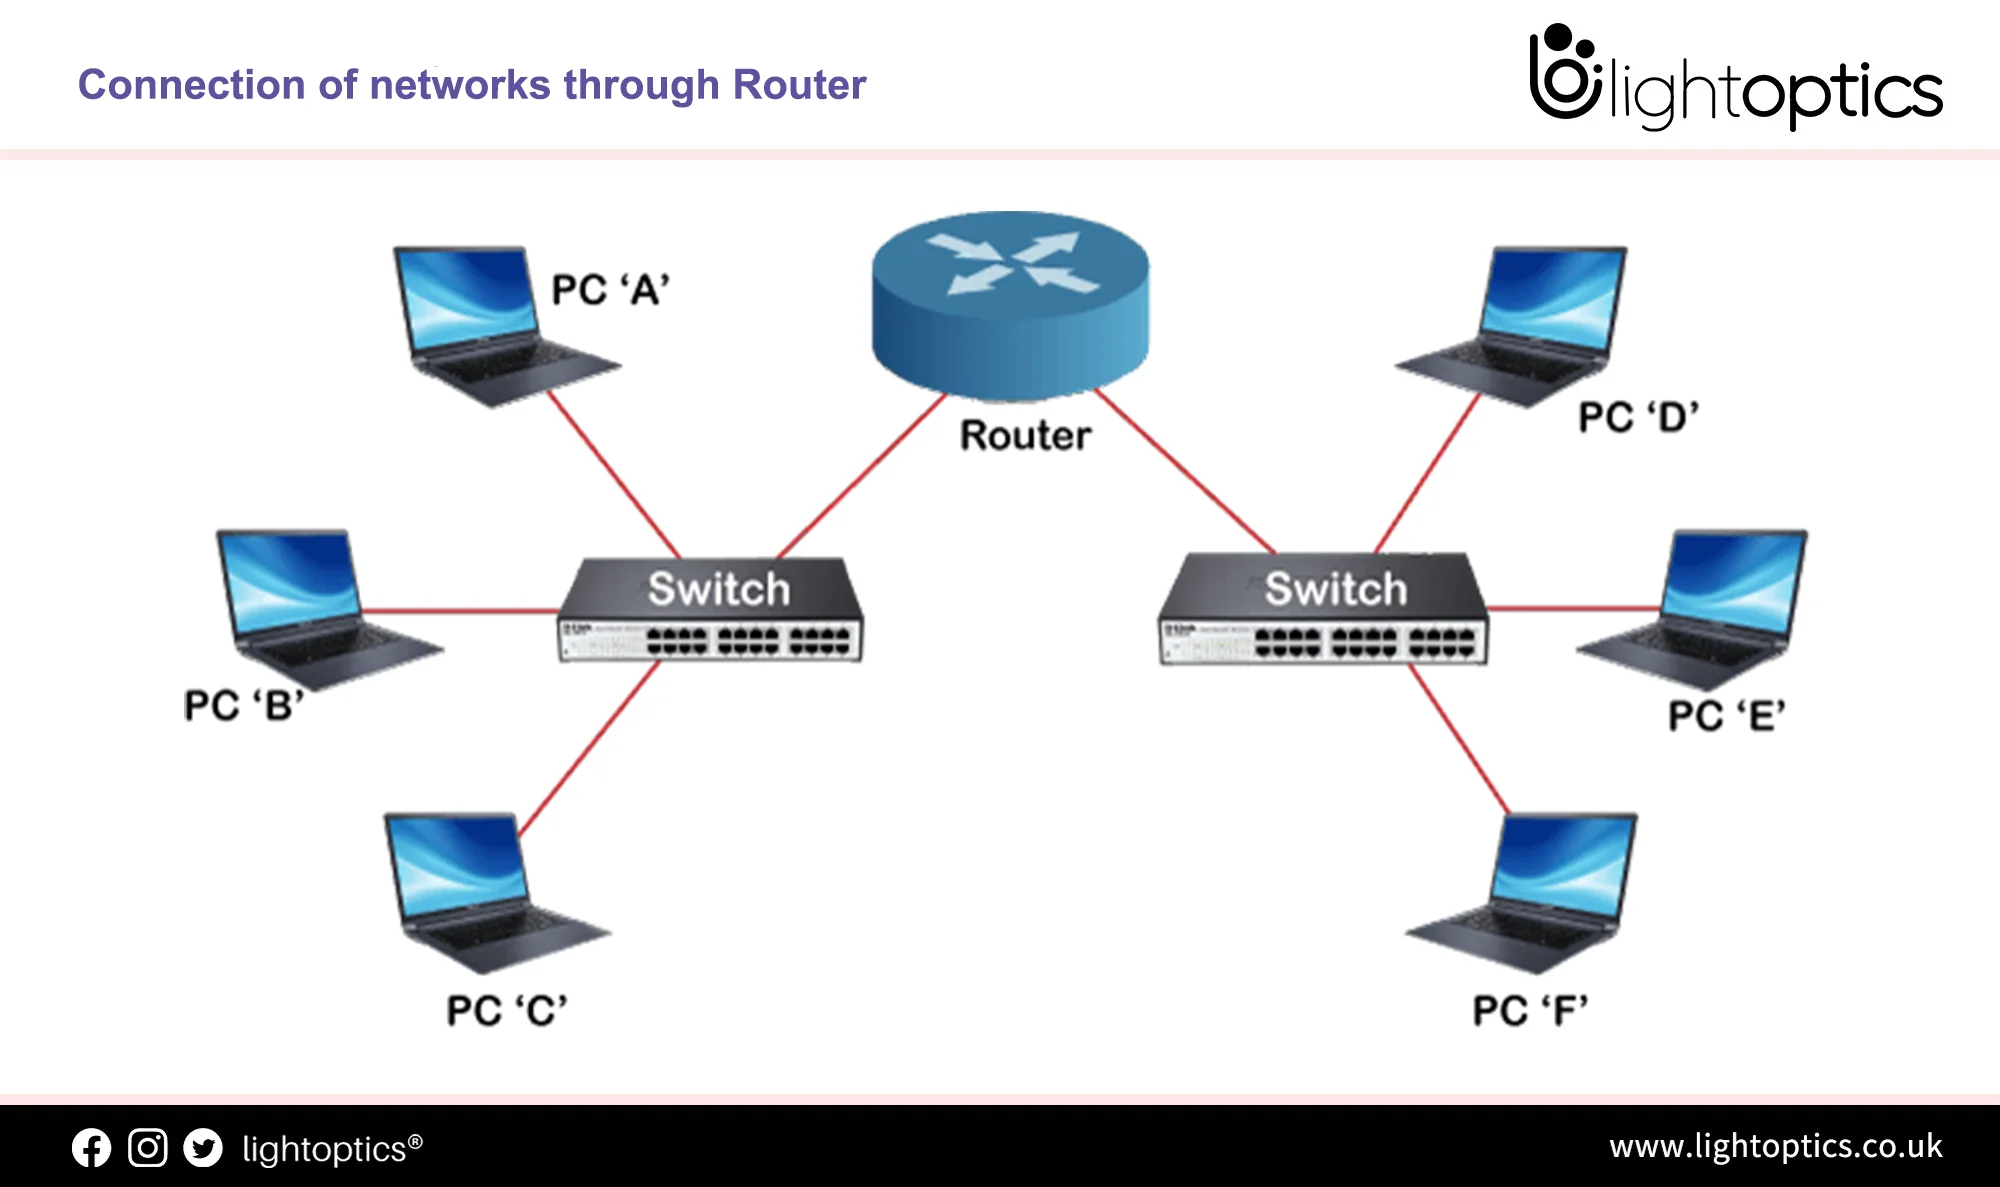 Connection of networks through Router
lightoptics
PC ‘A’
Router
PC ‘D’
Switch
Switch
PC ‘B’
PC ‘E’
PC ‘C’
PC ‘F’
lightoptics®
www.lightoptics.co.uk